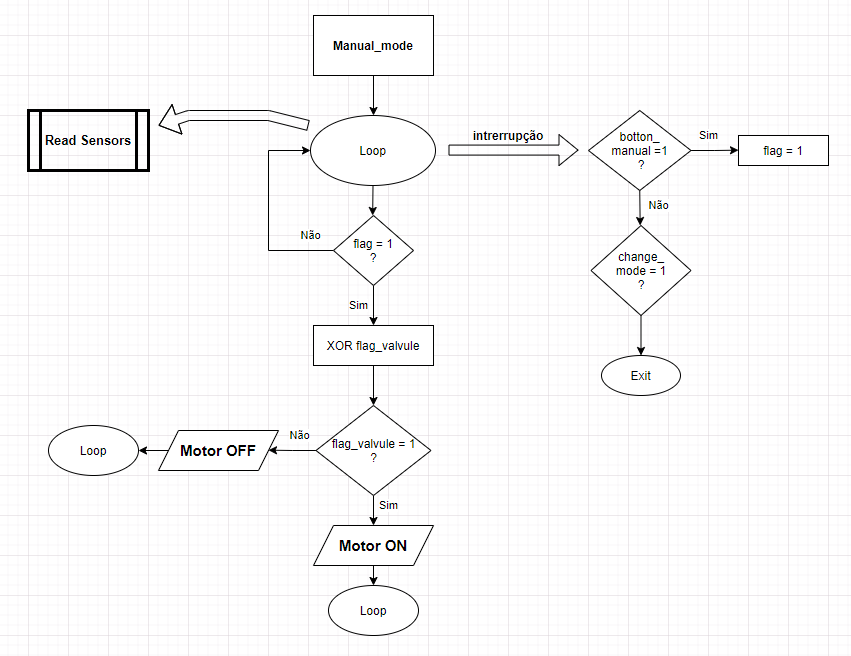 Manual_mode
Read Sensors
Loop
intrerrupção
botton_
manual =1
?
Sim
flag = 1
Não
flag = 1
?
Não
change_
mode = 1
?
Sim
XOR flag_valvule
Exit
Loop
Motor OFF
Não
flag_valvule = 1
?
Sim
Motor ON
Loop